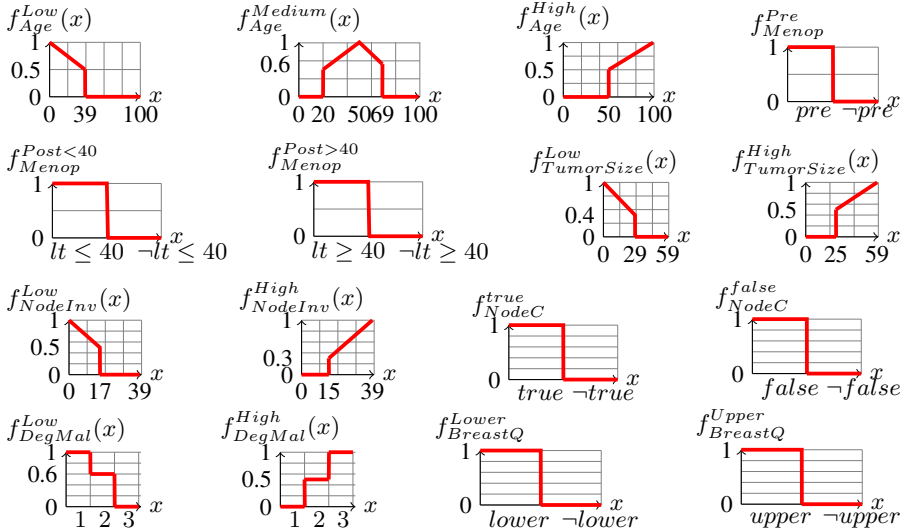 f_{Age}^{Low}(x) f_{Age}^{Medium}(x) f_{Age}^{High}(x) f_{Menop}^{Pre}
1 1 1 1
0.5 0.6 0.5
0 x 0 x 0 x 0 x
0 39 100 0 20 5069 100 0 50 100 pre ¬pre
f_{Menop}^{Post<40} f_{Menop}^{Post>40} f_{TumorSize}^{Low}(x) f_{TumorSize}^{High}(x)
1 1 1 1
0.4 0.4
0 x x 0 x 0 x
lt ≤ 40 ¬lt ≤ 40 lt ≥ 40 ¬lt ≥ 40 0 29 59 0 25 59
f_{NodeInv}^{Low}(x) f_{NodeInv}^{High}(x) f_{NodeC}^{true} f_{NodeC}^{false}
1 1 1 1
0.5 0.3
0 x 0 x 0 x 0 x
0 17 39 0 15 39 true ¬true false ¬false
f_{DegMal}^{Low}(x) f_{DegMal}^{High}(x) f_{BreastQ}^{Lower} f_{BreastQ}^{Upper}
1 1 1 1
0.6 0.5
0 x 0 x 0 x 0 x
1 2 3 1 2 3 lower ¬lower upper ¬upper